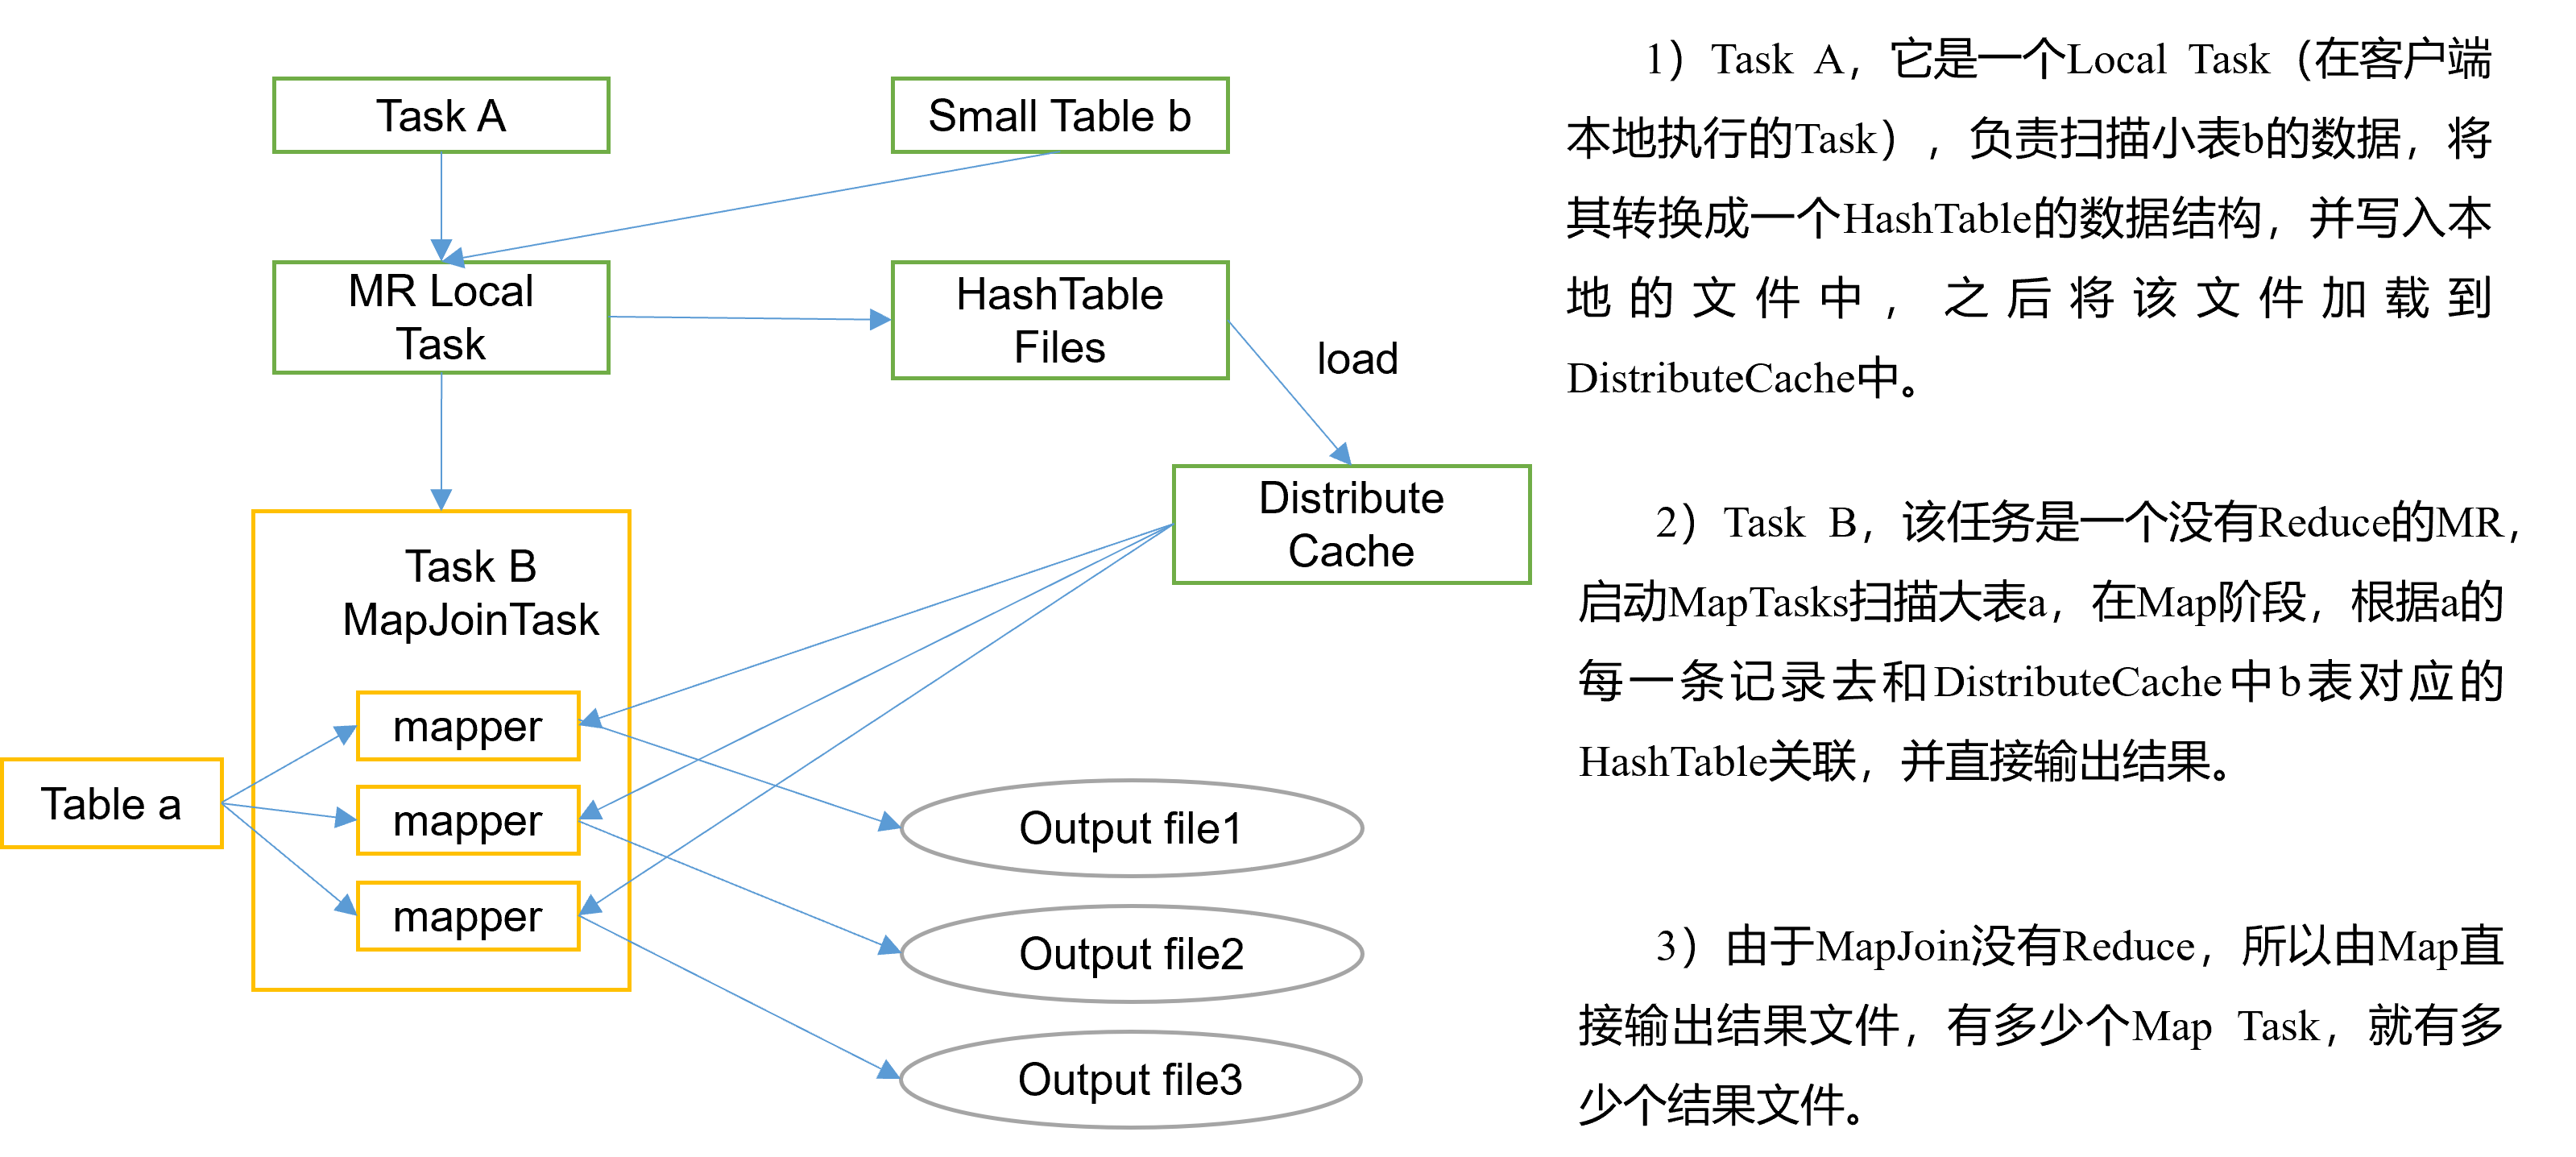 Task A
Small Table b
MR Local
Task
HashTable
Files
load
Distribute
Cache
Task B
MapJoinTask
mapper
mapper
mapper
Table a
Output file1
Output file2
Output file3
1）Task A，它是一个Local Task（在客户端
本地执行的Task），负责扫描小表b的数据，将
其转换成一个HashTable的数据结构，并写入本
地的文件中，之后将该文件加载到
DistributeCache中。
2）Task B，该任务是一个没有Reduce的MR，
启动MapTasks扫描大表a，在Map阶段，根据a的
每一条记录去和DistributeCache中b表对应的
HashTable关联，并直接输出结果。
3）由于MapJoin没有Reduce，所以由Map直
接输出结果文件，有多少个Map Task，就有多
少个结果文件。